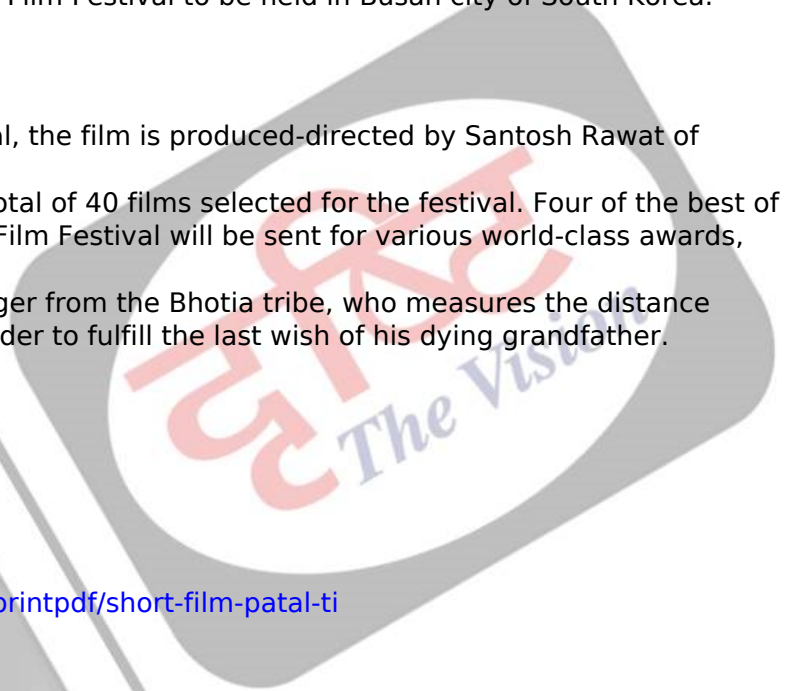 Film Festival to be held in Busan city of South Korea.
the film is produced-directed by Santosh Rawat of
of 40 films selected for the festival. Four of the best of
Film Festival will be sent for various world-class awards,
from the Bhotia tribe, who measures the distance
to fulfill the last wish of his dying grandfather.
दृष्टि
The Vision
printpdf/short-film-patal-ti